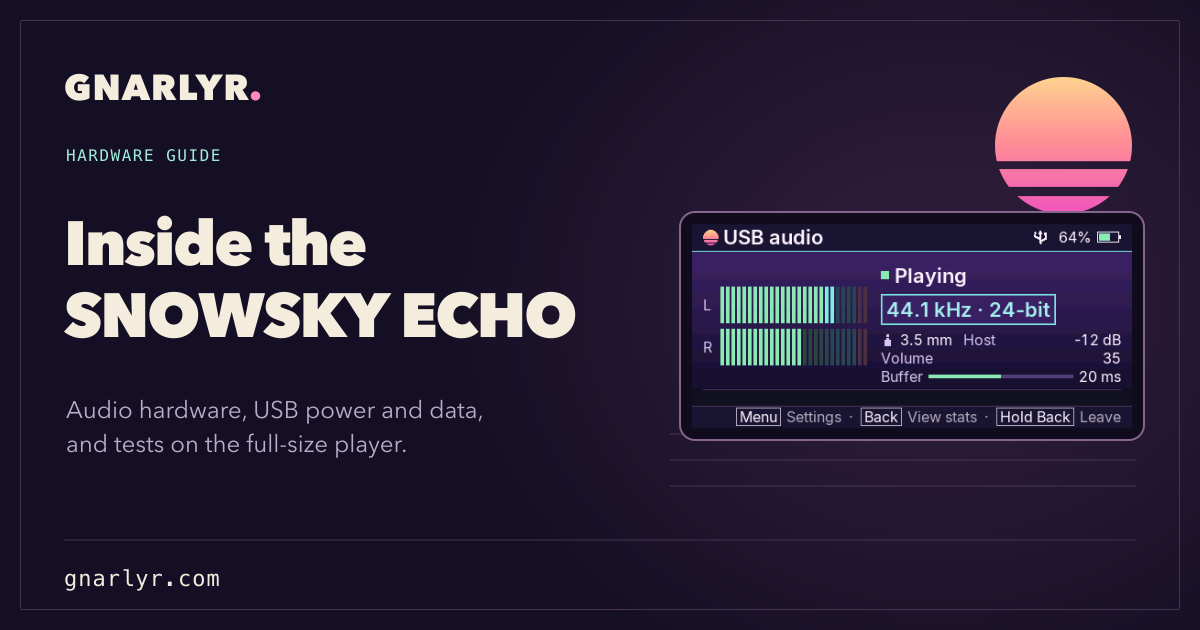 GNARLYR.
HARDWARE GUIDE
Inside the
SNOWSKY ECHO
Audio hardware, USB power and data,
and tests on the full-size player.
gnarlyr.com
USB audio 64%
Playing
L
44.1 kHz · 24-bit
R
3.5 mm Host -12 dB
Volume 35
Buffer 20 ms
Menu Settings · Back View stats · Hold Back Leave